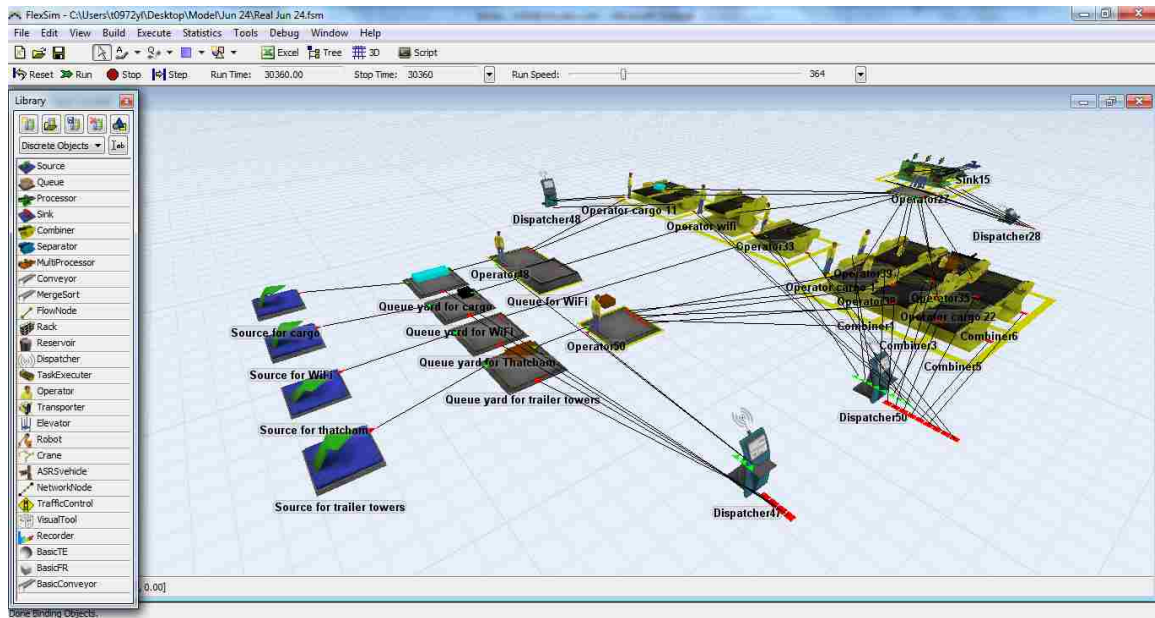 FlexSim - C:\Users\t0972yl\Desktop\Model\Jun 24\Real Jun 24.fsm
File Edit View Build Execute Statistics Tools Debug Window Help
Excel Tree 3D Script
Reset Run Stop Step Run Time: 30360.00 Stop Time: 30360 Run Speed: 364
Library
Discrete Objects
Source
Queue
Processor
Sink
Combiner
Separator
MultiProcessor
Conveyor
MergeSort
FlowNode
Rack
Reservoir
Dispatcher
TaskExecuter
Operator
Transporter
Elevator
Robot
Crane
ASRSvehicle
NetworkNode
TrafficControl
VisualTool
Recorder
BasicTE
BasicFR
BasicConveyor
Sink15
Operator27
Dispatcher48
Operator cargo 11
Operator wifi
Dispatcher28
Operator33
Operator48
Operator39
Operator cargo 1
Queue yard for cargo
Queue for WiFi
Operator35
Operator cargo 22
Source for cargo
Queue ycrd for WiFi
Combiner1
Combiner6
Operator50
Combiner3
Source for WiFi
Queue yard for Thatcham
Combiner5
Queue yard for trailer towers
Dispatcher50
Source for thatcham
Source for trailer towers
Dispatcher47
, 0.00]
Done Binding Objects.